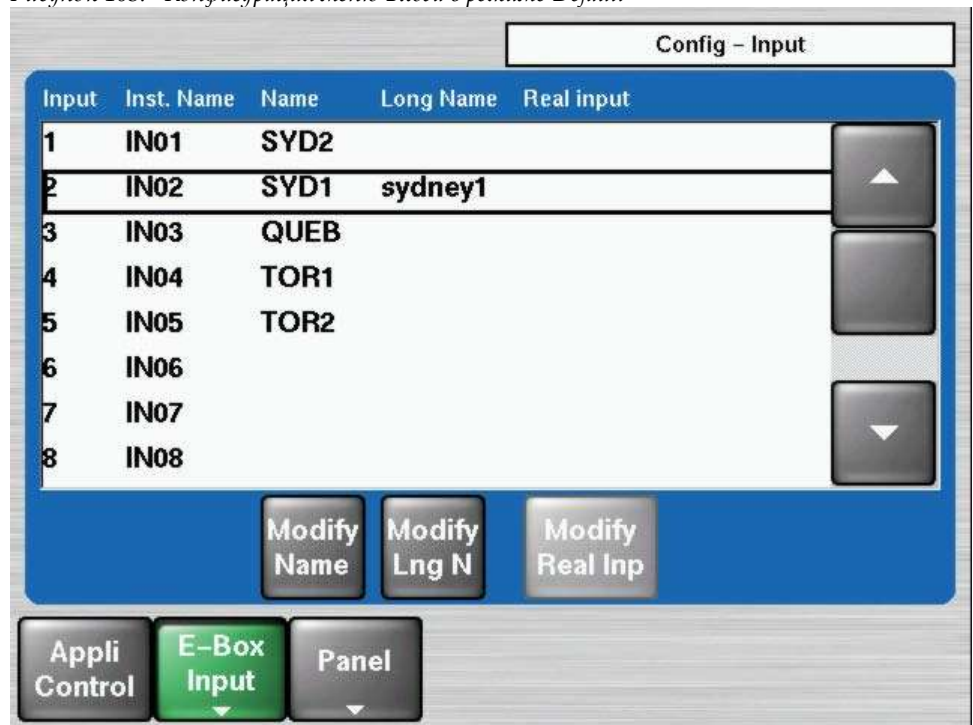 Config – Input
Input Inst. Name Name Long Name Real input
1 IN01 SYD2
2 IN02 SYD1 sydney1
3 IN03 QUEB
4 IN04 TOR1
5 IN05 TOR2
6 IN06
7 IN07
8 IN08
Modify Name
Modify Lng N
Modify Real Inp
Appli Control
E–Box Input
Panel